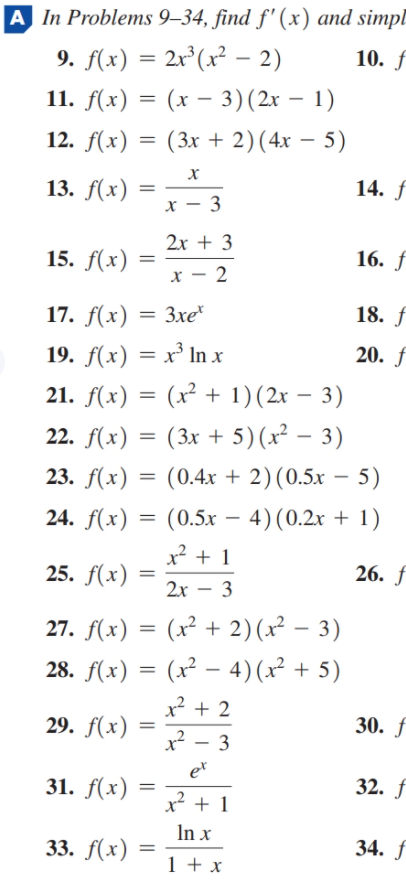 A In Problems 9–34, find f′(x) and simpl
9. f(x) = 2x³(x² − 2) 10. f
11. f(x) = (x − 3)(2x − 1)
12. f(x) = (3x + 2)(4x − 5)
13. f(x) = x / (x − 3) 14. f
15. f(x) = (2x + 3) / (x − 2) 16. f
17. f(x) = 3xeˣ 18. f
19. f(x) = x³ ln x 20. f
21. f(x) = (x² + 1)(2x − 3)
22. f(x) = (3x + 5)(x² − 3)
23. f(x) = (0.4x + 2)(0.5x − 5)
24. f(x) = (0.5x − 4)(0.2x + 1)
25. f(x) = (x² + 1) / (2x − 3) 26. f
27. f(x) = (x² + 2)(x² − 3)
28. f(x) = (x² − 4)(x² + 5)
29. f(x) = (x² + 2) / (x² − 3) 30. f
31. f(x) = eˣ / (x² + 1) 32. f
33. f(x) = ln x / (1 + x) 34. f